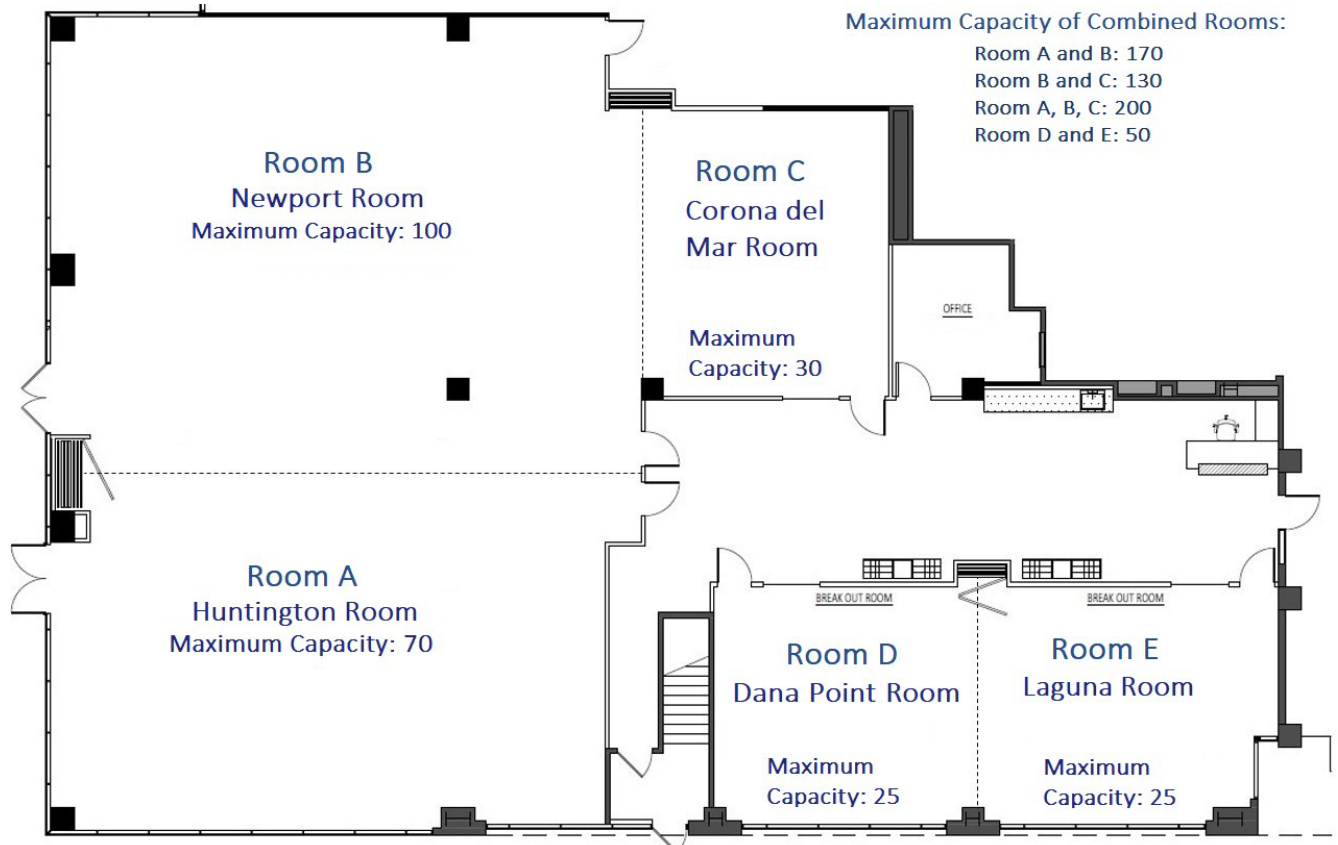 Maximum Capacity of Combined Rooms:
Room A and B: 170
Room B and C: 130
Room A, B, C: 200
Room D and E: 50
Room B
Newport Room
Maximum Capacity: 100
Room C
Corona del
Mar Room
Maximum
Capacity: 30
OFFICE
Room A
Huntington Room
Maximum Capacity: 70
BREAK OUT ROOM
Room D
Dana Point Room
Maximum
Capacity: 25
BREAK OUT ROOM
Room E
Laguna Room
Maximum
Capacity: 25